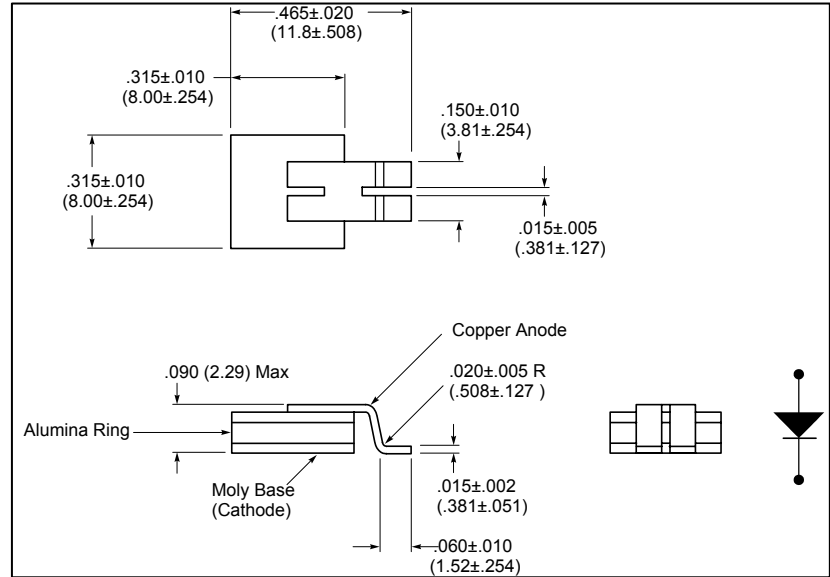 .465±.020
(11.8±.508)
.315±.010
(8.00±.254)
.150±.010
(3.81±.254)
.315±.010
(8.00±.254)
.015±.005
(.381±.127)
Copper Anode
.090 (2.29) Max
.020±.005 R
(.508±.127 )
Alumina Ring
Moly Base
(Cathode)
.015±.002
(.381±.051)
.060±.010
(1.52±.254)